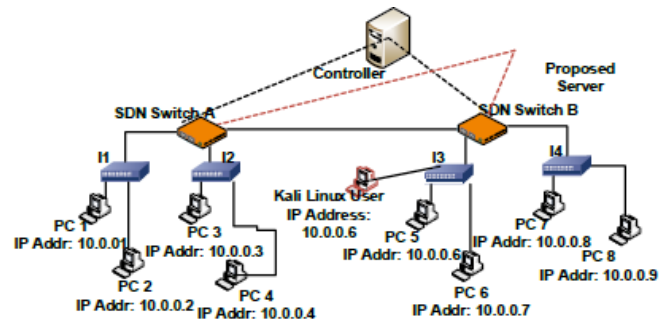 Controller
Proposed
Server
SDN Switch A
SDN Switch B
I1
I2
I3
I4
Kali Linux User
IP Address:
10.0.0.6
PC 1
IP Addr: 10.0.01
PC 2
IP Addr: 10.0.0.2
PC 3
IP Addr: 10.0.0.3
PC 4
IP Addr: 10.0.0.4
PC 5
IP Addr: 10.0.0.6
PC 6
IP Addr: 10.0.0.7
PC 7
IP Addr: 10.0.0.8
PC 8
IP Addr: 10.0.0.9